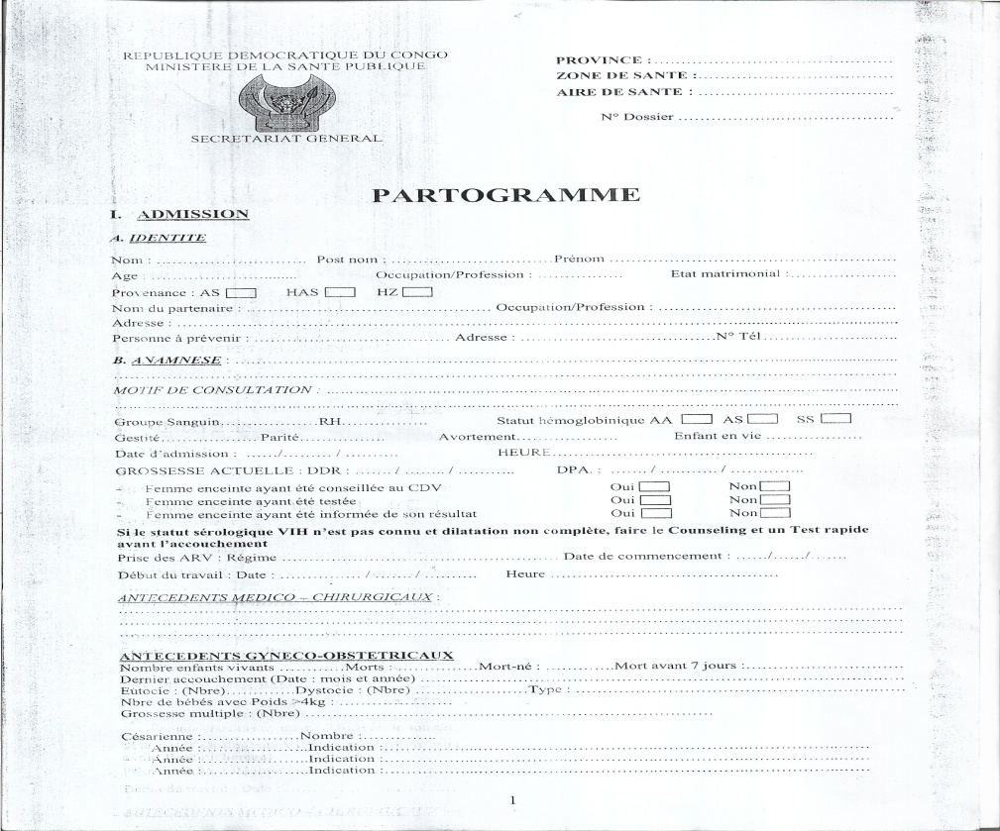 REPUBLIQUE DEMOCRATIQUE DU CONGO
MINISTERE DE LA SANTE PUBLIQUE
SECRETARIAT GENERAL
PROVINCE :..........................................
ZONE DE SANTE :..................................
AIRE DE SANTE : ..................................
N° Dossier ......................................
PARTOGRAMME
I. ADMISSION
A. IDENTITE
Nom : .............................. Post nom : ..................................Prénom ................................
Age : .............................. Occupation/Profession : ................. Etat matrimonial :......................
Provenance : AS HAS HZ
Nom du partenaire : .................................................. Occupation/Profession : ................................................
Adresse : ....................................................................................................................
Personne à prévenir : ........................................ Adresse : ........................................N° Tél...........................
B. ANAMNESE : ..............................................................................................................
....................................................................................................................
MOTIF DE CONSULTATION : ..............................................................................................
....................................................................................................................
Groupe Sanguin......................RH.................... Statut hémoglobinique AA AS SS
Gestité.................Parité................. Avortement.................... Enfant en vie ....................
Date d'admission : ....../........ / .......... HEURE....................................................
GROSSESSE ACTUELLE : DDR : ....... / ........ / ........... DPA. : ......./ .........../ ...............
- Femme enceinte ayant été conseillée au CDV Oui Non
- Femme enceinte ayant été testée Oui Non
- Femme enceinte ayant été informée de son résultat Oui Non
Si le statut sérologique VIH n'est pas connu et dilatation non complète, faire le Counseling et un Test rapide
avant l'accouchement
Prise des ARV : Régime ...................................................... Date de commencement : ....../....../.......
Début du travail : Date : .............. / ......../ .......... Heure ..............................................
ANTECEDENTS MEDICO – CHIRURGICAUX :
....................................................................................................................
....................................................................................................................
....................................................................................................................
ANTECEDENTS GYNECO-OBSTETRICAUX
Nombre enfants vivants ..............Morts :.....................Mort-né : ..............Mort avant 7 jours :..............................
Dernier accouchement (Date : mois et année) ...............................................................................
Eutocie : (Nbre)..............Dystocie : (Nbre) ........................Type : ............................................................
Nbre de bébés avec Poids >4kg : ......................
Grossesse multiple : (Nbre) ..............................................................................
Césarienne :...................Nombre :..............
- Année :......................Indication :.....................................................................................
- Année :......................Indication :.....................................................................................
- Année :......................Indication :.....................................................................................
1